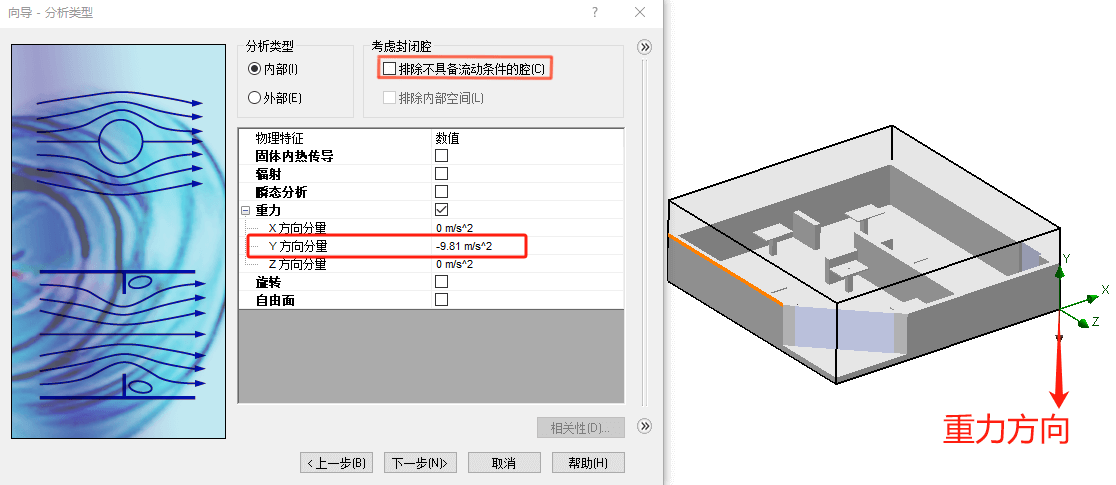 向导 - 分析类型
? ×
分析类型
内部(I)
外部(E)
考虑封闭腔
排除不具备流动条件的腔(C)
排除内部空间(L)
物理特征 数值
固体内热传导
辐射
瞬态分析
重力
X 方向分量 0 m/s^2
Y 方向分量 -9.81 m/s^2
Z 方向分量 0 m/s^2
旋转
自由面
相关性(D)...
<上一步(B) 下一步(N)> 取消 帮助(H)
Y
X
Z
重力方向